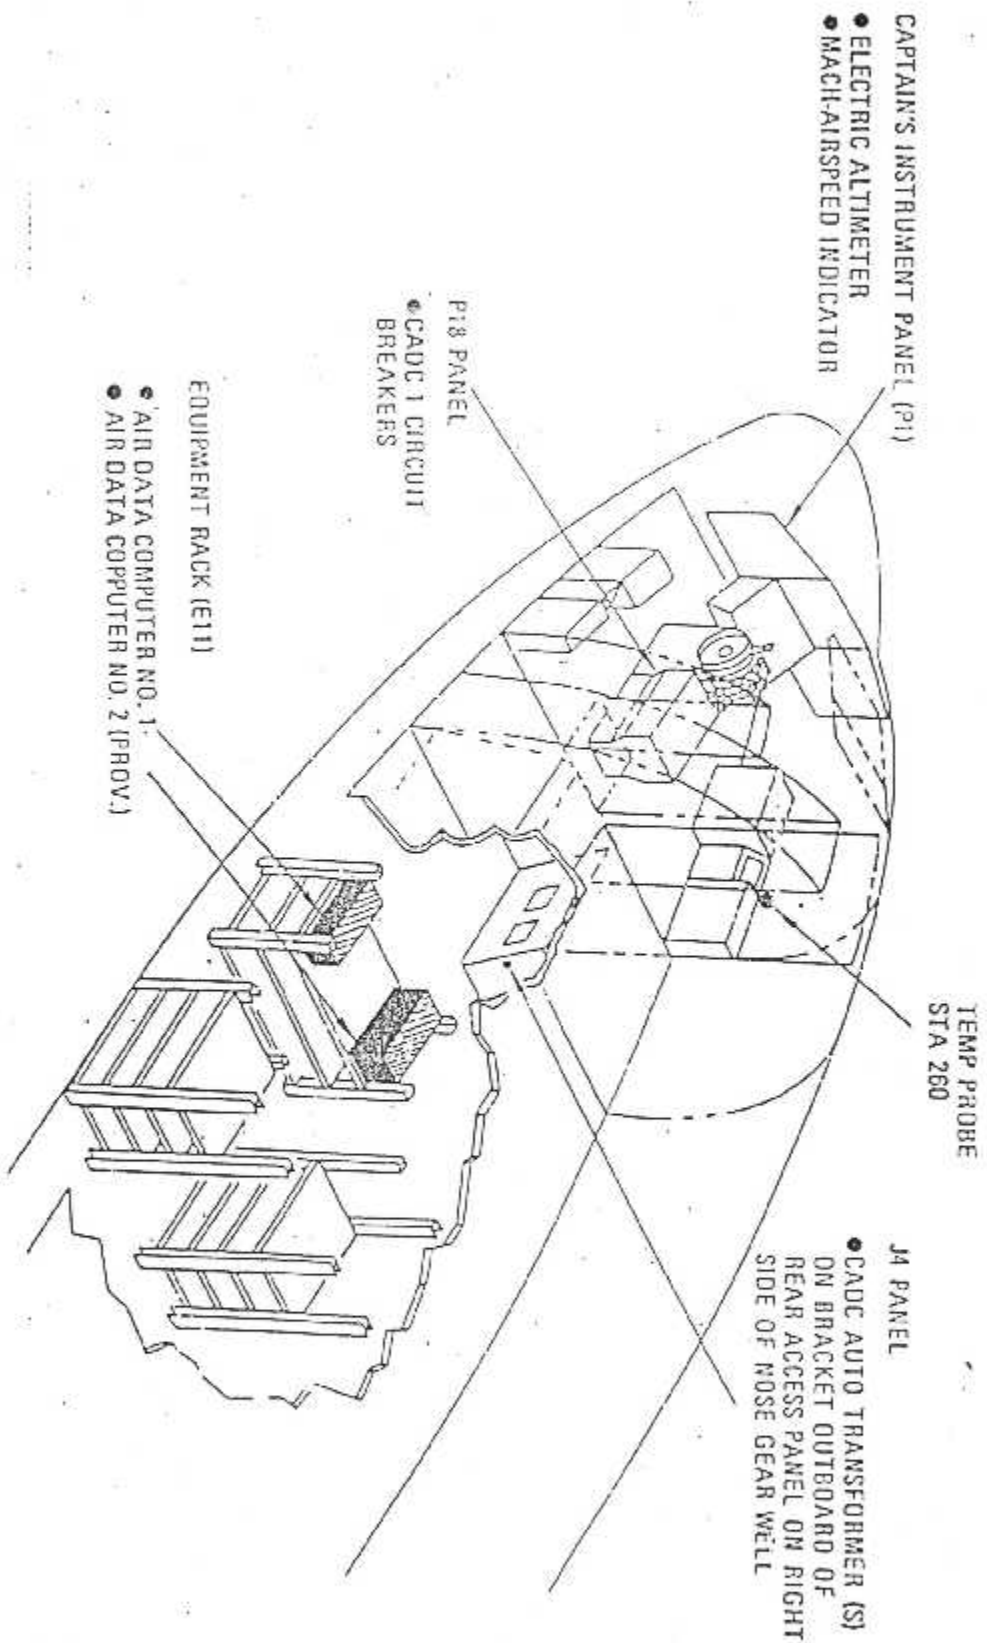 CAPTAIN'S INSTRUMENT PANEL (P1)
● ELECTRIC ALTIMETER
● MACH-AIRSPEED INDICATOR
P18 PANEL
● CADC 1 CIRCUIT
BREAKERS
EQUIPMENT RACK (E11)
● AIR DATA COMPUTER NO. 1
● AIR DATA COPPUTER NO. 2 (PROV.)
TEMP PROBE
STA 260
J4 PANEL
● CADC AUTO TRANSFORMER (S)
ON BRACKET OUTBOARD OF
REAR ACCESS PANEL ON RIGHT
SIDE OF NOSE GEAR WELL